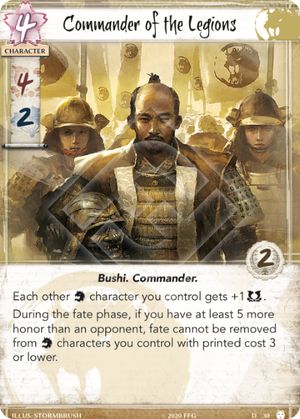 4
Commander of the Legions
CHARACTER
4
2
2
Bushi. Commander.
Each other character you control gets +1
During the fate phase, if you have at least 5 more
honor than an opponent, fate cannot be removed
from characters you control with printed cost 3
or lower.
ILLUS: STORMBRUSH
© 2020 FFG
D 30